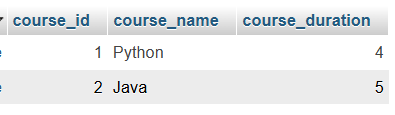 course_id course_name course_duration
1 Python 4
2 Java 5